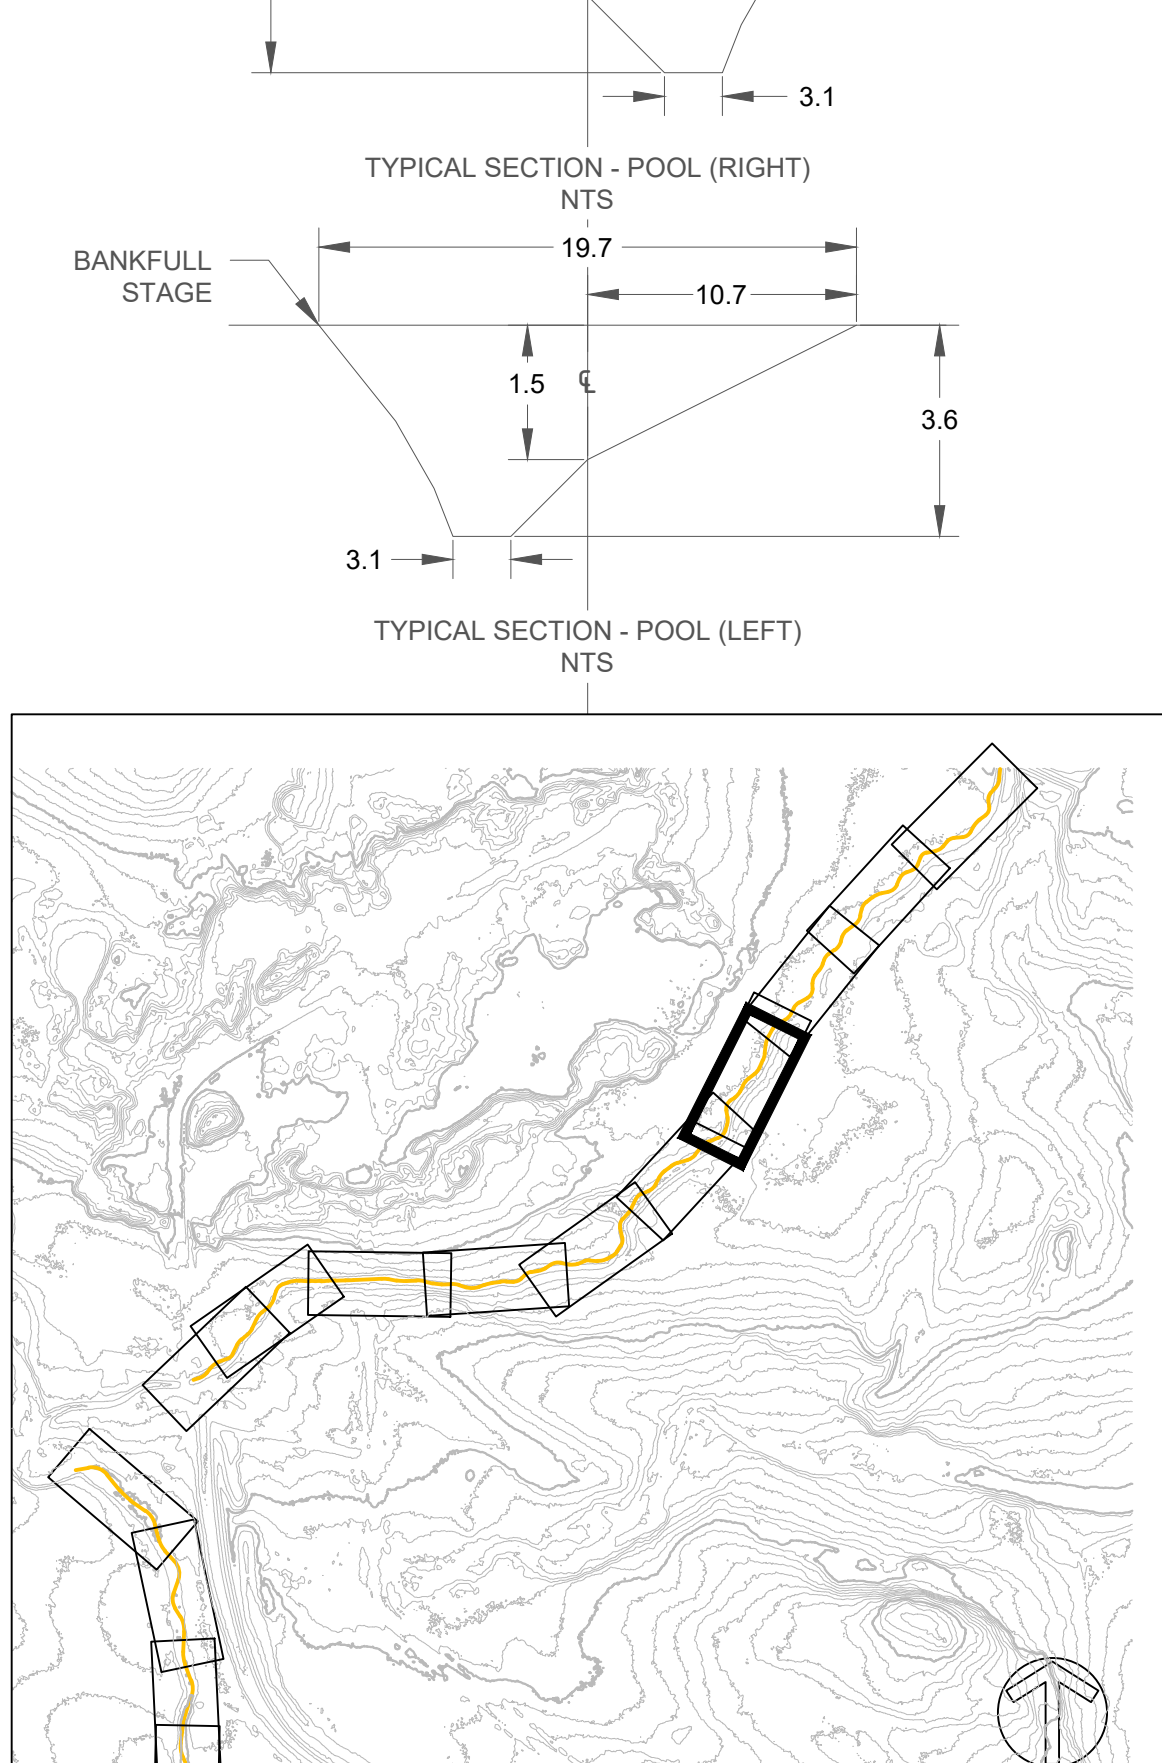 3.1
TYPICAL SECTION - POOL (RIGHT)
NTS
19.7
BANKFULL
STAGE
10.7
1.5
℄
3.6
3.1
TYPICAL SECTION - POOL (LEFT)
NTS